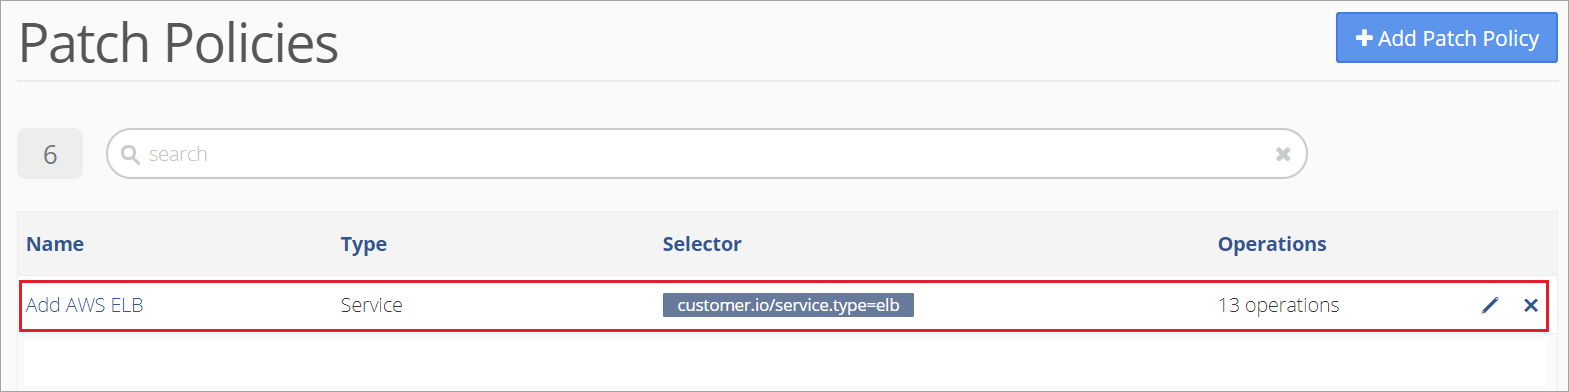 Patch Policies
Add Patch Policy
6
search
Name Type Selector Operations
Add AWS ELB Service customer.io/service.type=elb 13 operations